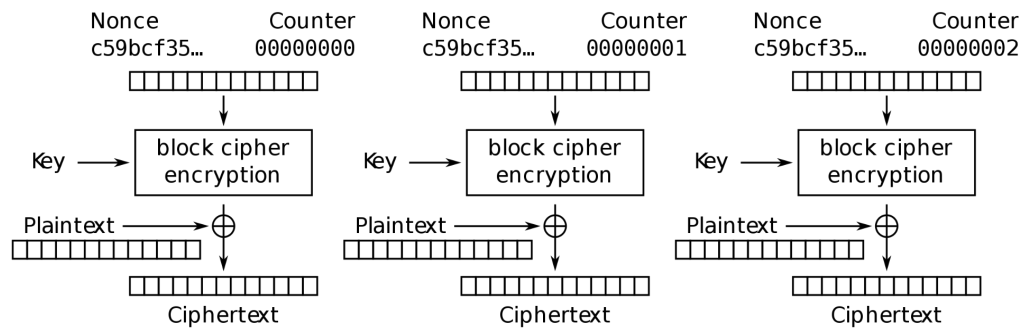 Nonce Counter Nonce Counter Nonce Counter
c59bcf35… 00000000 c59bcf35… 00000001 c59bcf35… 00000002
Key block cipher encryption Key block cipher encryption Key block cipher encryption
Plaintext Plaintext Plaintext
Ciphertext Ciphertext Ciphertext